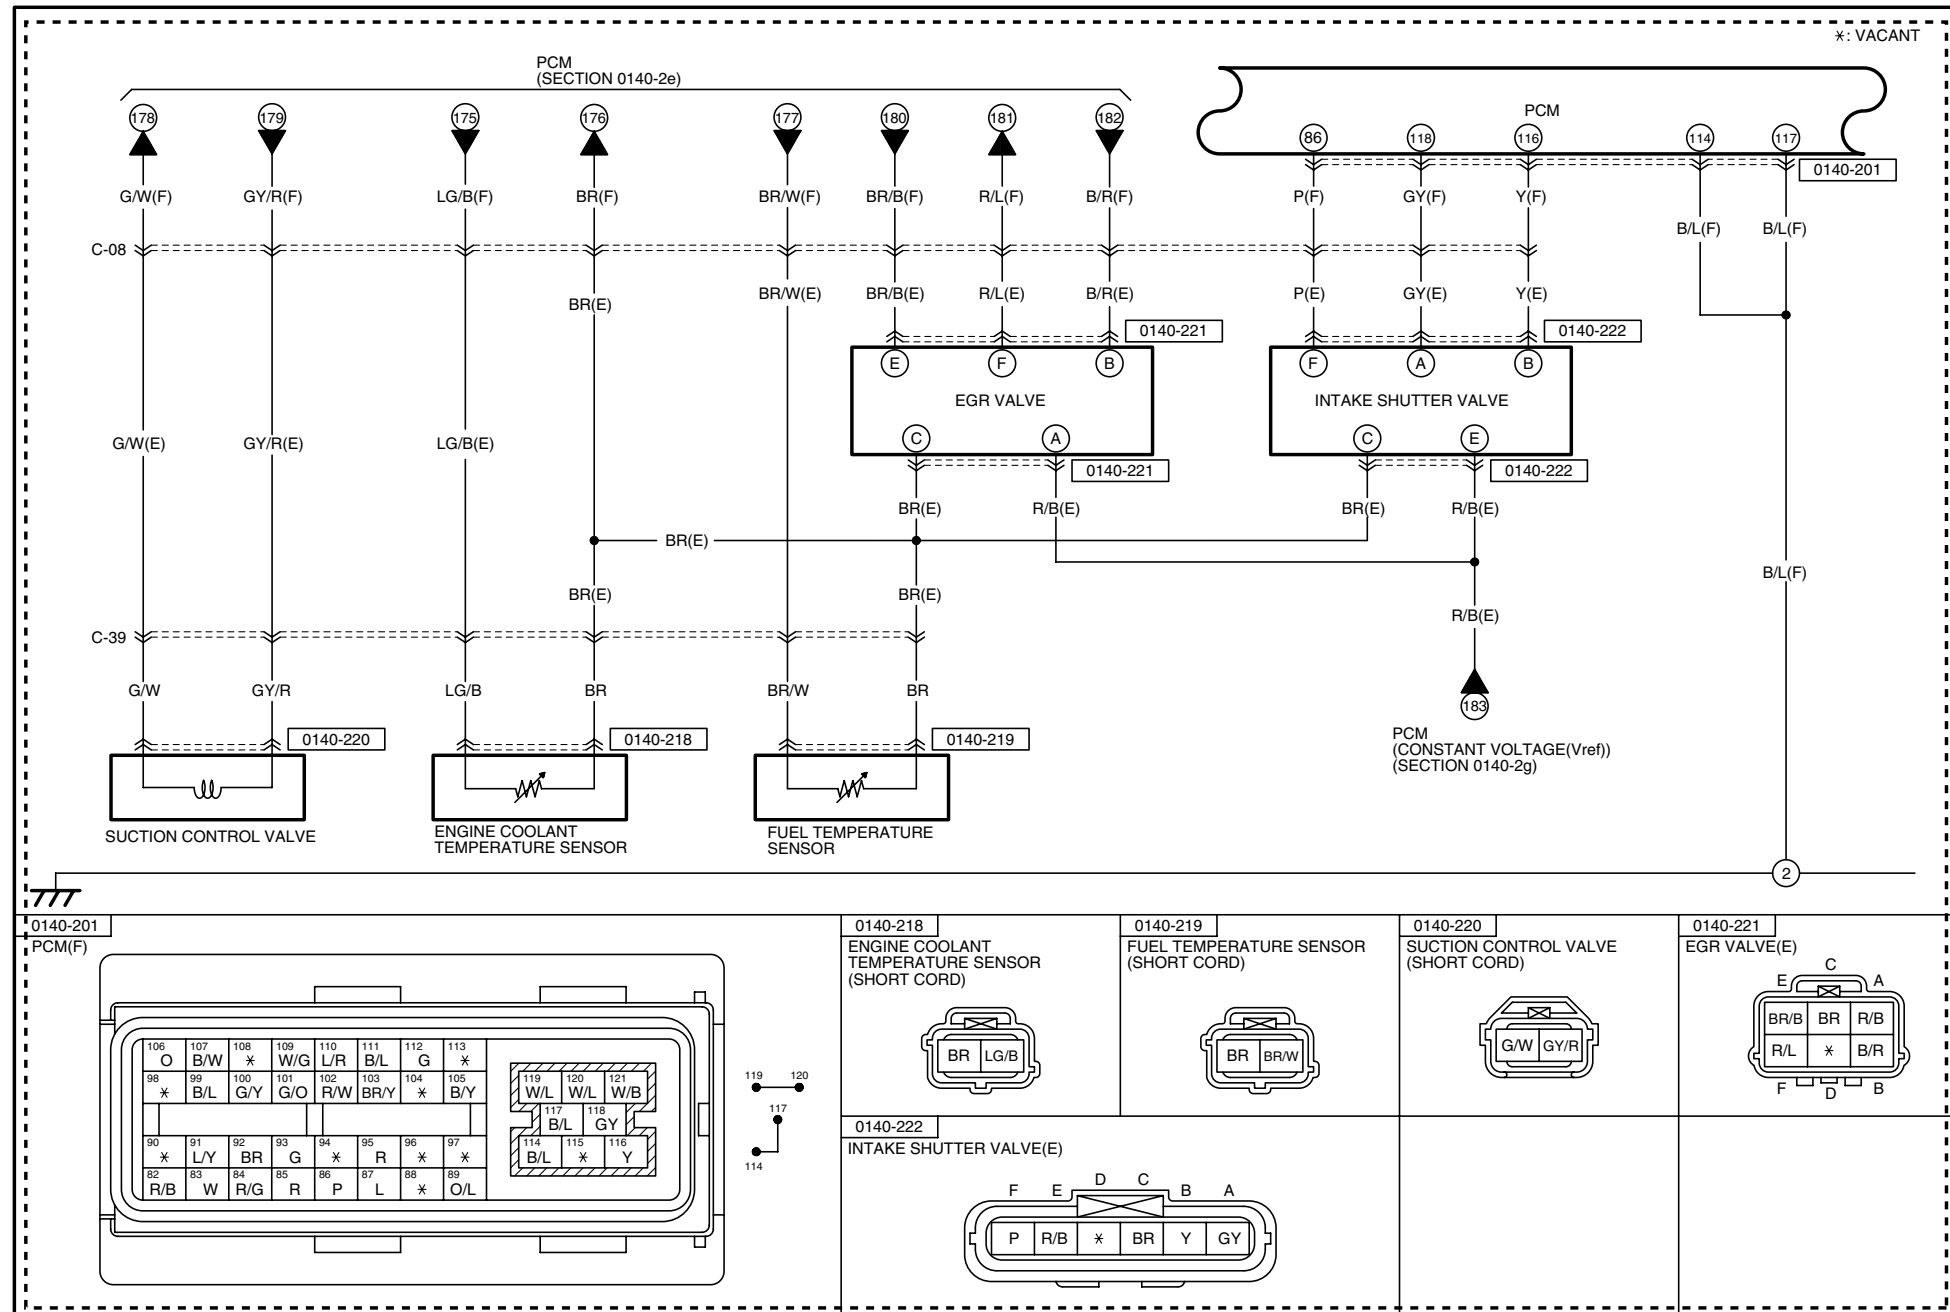 ✳: VACANT
PCM
(SECTION 0140-2e)
178 179 175 176 177 180 181 182
PCM
86 118 116 114 117
0140-201
G/W(F) GY/R(F) LG/B(F) BR(F) BR/W(F) BR/B(F) R/L(F) B/R(F) P(F) GY(F) Y(F)
B/L(F) B/L(F)
C-08
BR(E) BR/W(E) BR/B(E) R/L(E) B/R(E) P(E) GY(E) Y(E)
0140-221 0140-222
E F B F A B
EGR VALVE INTAKE SHUTTER VALVE
G/W(E) GY/R(E) LG/B(E)
C A C E
0140-221 0140-222
BR(E) R/B(E) BR(E) R/B(E)
BR(E)
B/L(F)
BR(E) BR(E)
R/B(E)
C-39
G/W GY/R LG/B BR BR/W BR
183
0140-220 0140-218 0140-219
PCM
(CONSTANT VOLTAGE(Vref))
(SECTION 0140-2g)
SUCTION CONTROL VALVE
ENGINE COOLANT
TEMPERATURE SENSOR
FUEL TEMPERATURE
SENSOR
2
0140-201
PCM(F)
106 107 108 109 110 111 112 113
O B/W ✳ W/G L/R B/L G ✳
98 99 100 101 102 103 104 105
✳ B/L G/Y G/O R/W BR/Y ✳ B/Y
90 91 92 93 94 95 96 97
✳ L/Y BR G ✳ R ✳ ✳
82 83 84 85 86 87 88 89
R/B W R/G R P L ✳ O/L
119 120 121
W/L W/L W/B
117 118
B/L GY
114 115 116
B/L ✳ Y
119 120
117
114
0140-218
ENGINE COOLANT
TEMPERATURE SENSOR
(SHORT CORD)
BR LG/B
0140-219
FUEL TEMPERATURE SENSOR
(SHORT CORD)
BR BR/W
0140-220
SUCTION CONTROL VALVE
(SHORT CORD)
G/W GY/R
0140-221
EGR VALVE(E)
E C A
BR/B BR R/B
R/L ✳ B/R
F D B
0140-222
INTAKE SHUTTER VALVE(E)
F E D C B A
P R/B ✳ BR Y GY